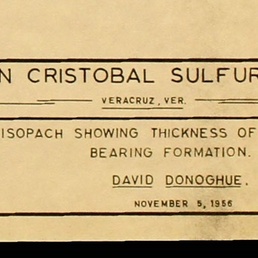 N CRISTOBAL SULFUR
VERACRUZ, VER.
ISOPACH SHOWING THICKNESS OF
BEARING FORMATION.
DAVID DONOGHUE.
NOVEMBER 5, 1956